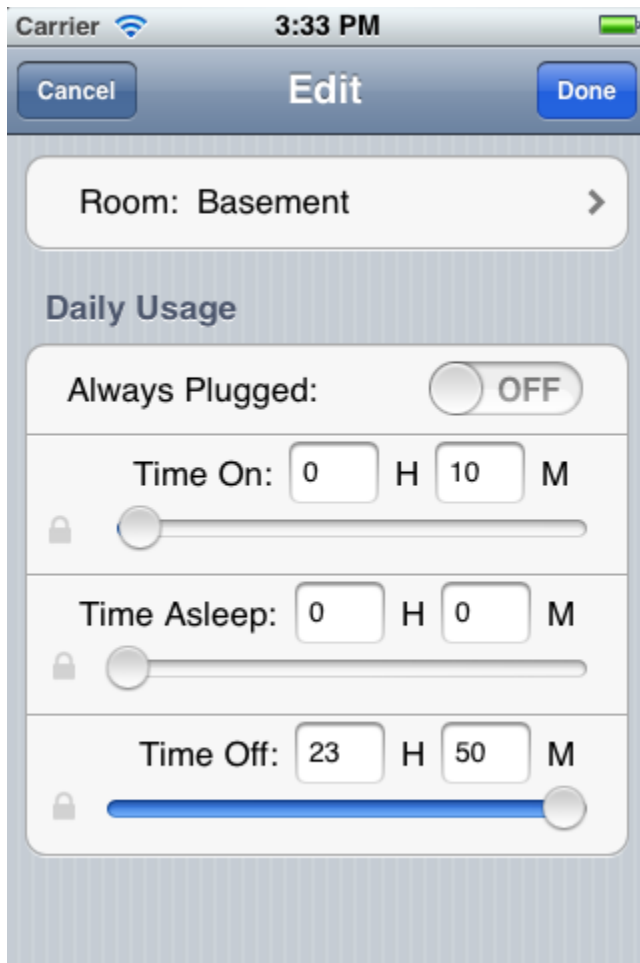 Carrier 3:33 PM
Cancel Edit Done
Room: Basement
Daily Usage
Always Plugged: OFF
Time On: 0 H 10 M
Time Asleep: 0 H 0 M
Time Off: 23 H 50 M